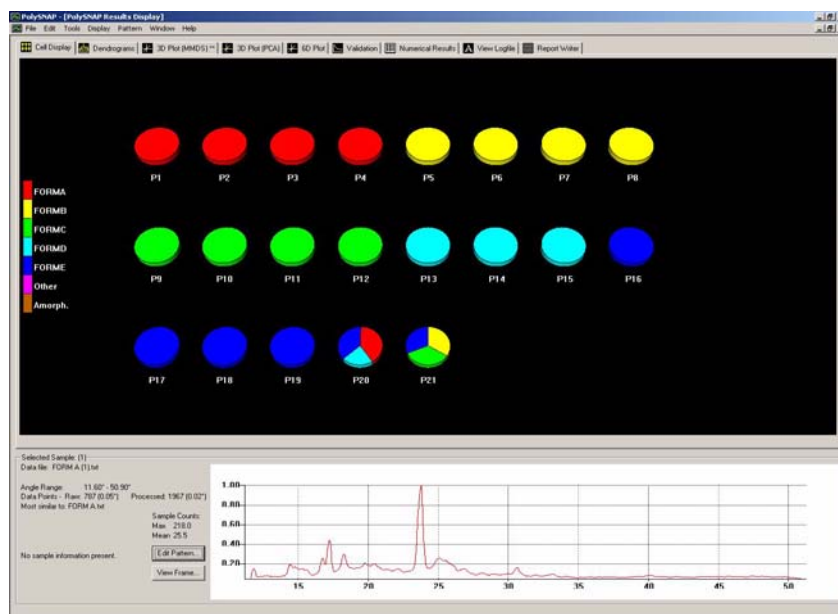 PolySNAP - [PolySNAP Results Display]
File Edit Tools Display Pattern Window Help
Cell Display Dendrograms 3D Plot (MMDS) ** 3D Plot (PCA) 6D Plot Validation Numerical Results View Logfile Report Writer
P1 P2 P3 P4 P5 P6 P7 P8
FORMA
FORMB
FORMC
FORMD
FORME
Other
Amorph.
P9 P10 P11 P12 P13 P14 P15 P16
P17 P18 P19 P20 P21
Selected Sample: (1)
Data file: FORM A (1).txt
Angle Range: 11.60° - 50.90°
Data Points - Raw: 787 (0.05°) Processed: 1967 (0.02°)
Most similar to: FORM A.txt
Sample Counts:
Max 218.0
Mean 25.5
No sample information present.
Edit Pattern...
View Frame...
1.00
0.80
0.60
0.40
0.20
15 20 25 30 35 40 45 50